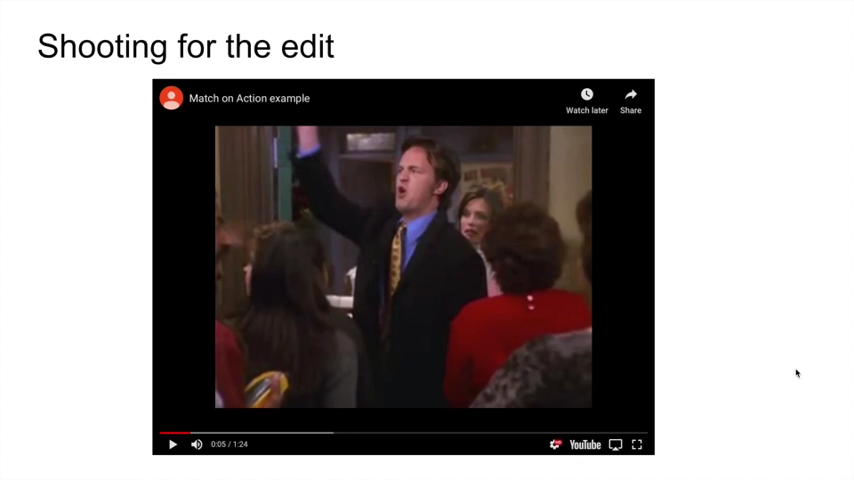 Shooting for the edit
Match on Action example
Watch later
Share
0:05 / 1:24
YouTube